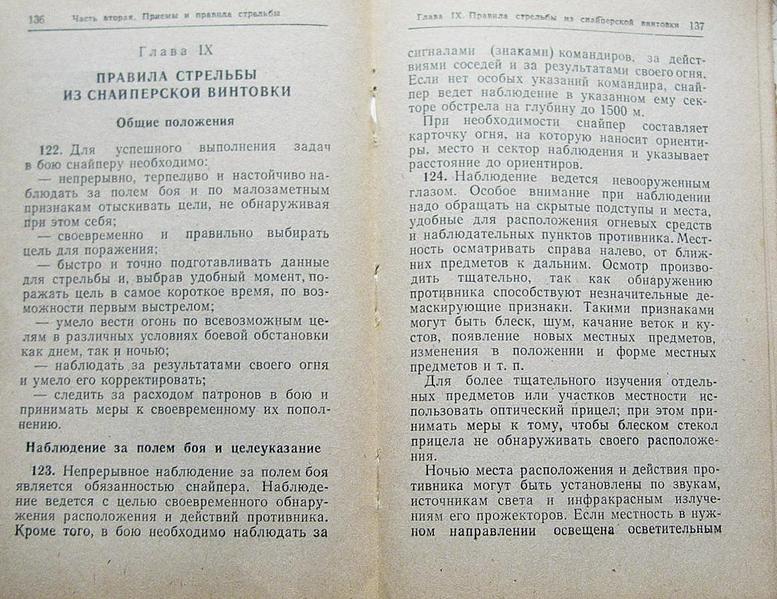 136 Часть вторая. Приемы и правила стрельбы
Глава IX
ПРАВИЛА СТРЕЛЬБЫ
ИЗ СНАЙПЕРСКОЙ ВИНТОВКИ
Общие положения
122. Для успешного выполнения задач
в бою снайперу необходимо:
— непрерывно, терпеливо и настойчиво на-
блюдать за полем боя и по малозаметным
признакам отыскивать цели, не обнаруживая
при этом себя;
— своевременно и правильно выбирать
цель для поражения;
— быстро и точно подготавливать данные
для стрельбы и, выбрав удобный момент, по-
ражать цель в самое короткое время, по воз-
можности первым выстрелом;
— умело вести огонь по всевозможным це-
лям в различных условиях боевой обстановки
как днем, так и ночью;
— наблюдать за результатами своего огня
и умело его корректировать;
— следить за расходом патронов в бою и
принимать меры к своевременному их попол-
нению.
Наблюдение за полем боя и целеуказание
123. Непрерывное наблюдение за полем боя
является обязанностью снайпера. Наблюде-
ние ведется с целью своевременного обнару-
жения расположения и действий противника.
Кроме того, в бою необходимо наблюдать за
Глава IX. Правила стрельбы из снайперской винтовки 137
сигналами (знаками) командиров, за дейст-
виями соседей и за результатами своего огня.
Если нет особых указаний командира, снай-
пер ведет наблюдение в указанном ему сек-
торе обстрела на глубину до 1500 м.
При необходимости снайпер составляет
карточку огня, на которую наносит ориенти-
ры, место и сектор наблюдения и указывает
расстояние до ориентиров.
124. Наблюдение ведется невооруженным
глазом. Особое внимание при наблюдении
надо обращать на скрытые подступы и места,
удобные для расположения огневых средств
и наблюдательных пунктов противника. Мест-
ность осматривать справа налево, от ближ-
них предметов к дальним. Осмотр произво-
дить тщательно, так как обнаружению
противника способствуют незначительные де-
маскирующие признаки. Такими признаками
могут быть блеск, шум, качание веток и ку-
стов, появление новых местных предметов,
изменения в положении и форме местных
предметов и т. п.
Для более тщательного изучения отдель-
ных предметов или участков местности ис-
пользовать оптический прицел; при этом при-
нимать меры к тому, чтобы блеском стекол
прицела не обнаруживать своего расположе-
ния.
Ночью места расположения и действия про-
тивника могут быть установлены по звукам,
источникам света и инфракрасным излуче-
ниям его прожекторов. Если местность в нуж-
ном направлении освещена осветительным